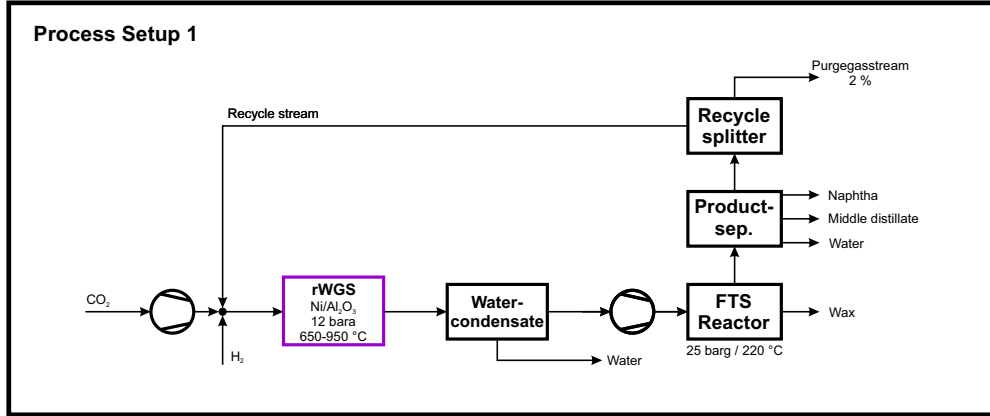 Process Setup 1
Purgegasstream
2 %
Recycle stream
Recycle
splitter
Product-
sep.
Naphtha
Middle distillate
Water
CO₂
H₂
rWGS
Ni/Al₂O₃
12 bara
650-950 °C
Water-
condensate
Water
FTS
Reactor
25 barg / 220 °C
Wax